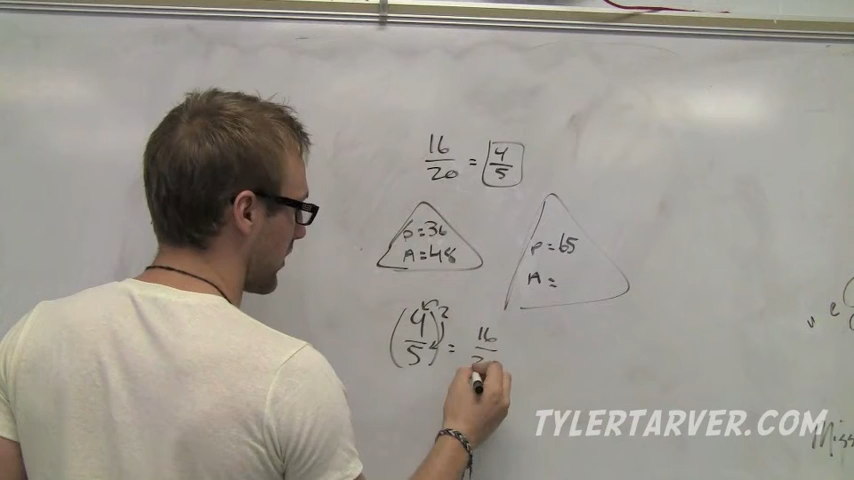 16/20 = 4/5
P=36
A=48
P=65
A=
(4/5)² = 16/2
TYLERTARVER.COM